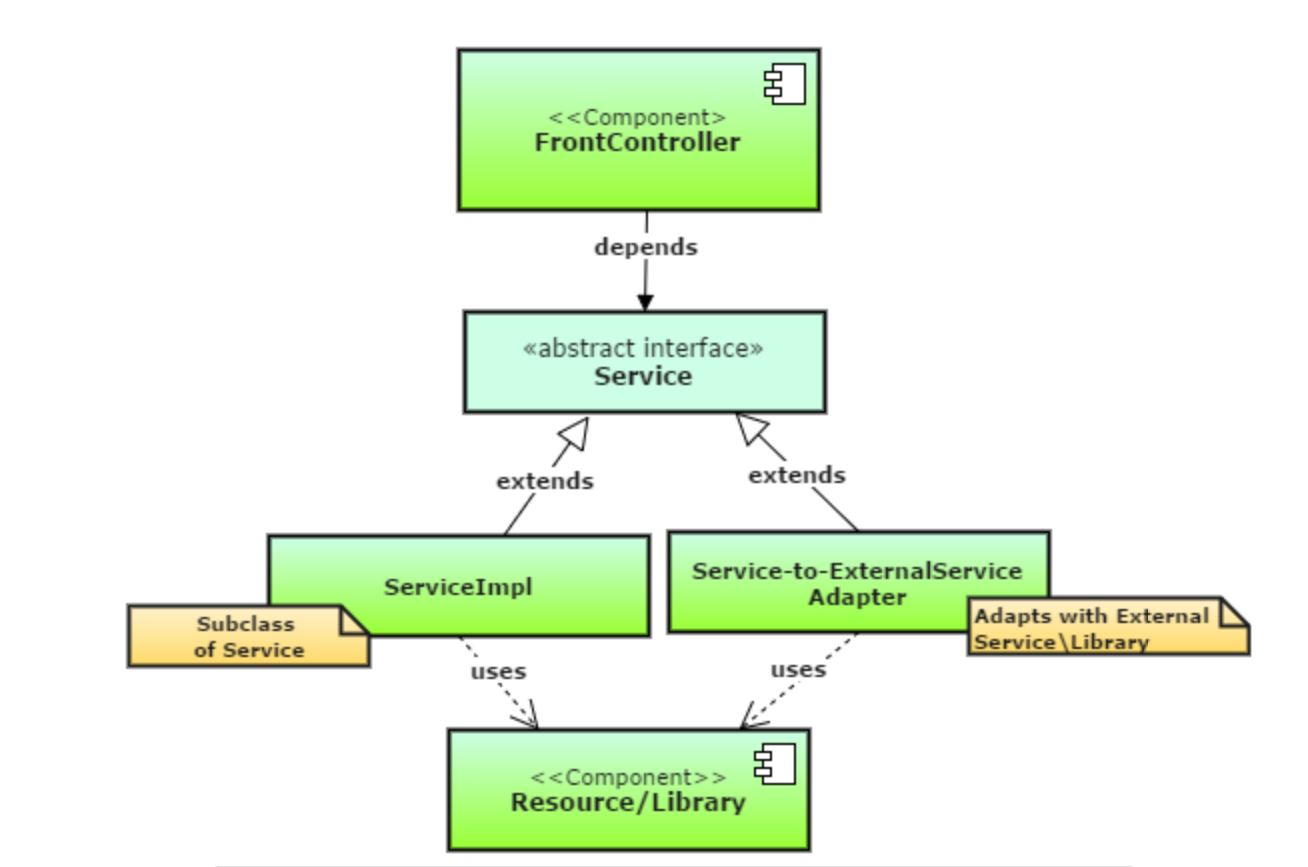 <<Component>
FrontController
depends
«abstract interface»
Service
extends
extends
ServiceImpl
Service-to-ExternalService
Adapter
Subclass
of Service
Adapts with External
Service\Library
uses
uses
<<Component>>
Resource/Library